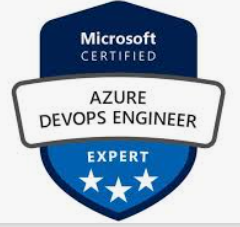 Microsoft
CERTIFIED
AZURE
DEVOPS ENGINEER
EXPERT